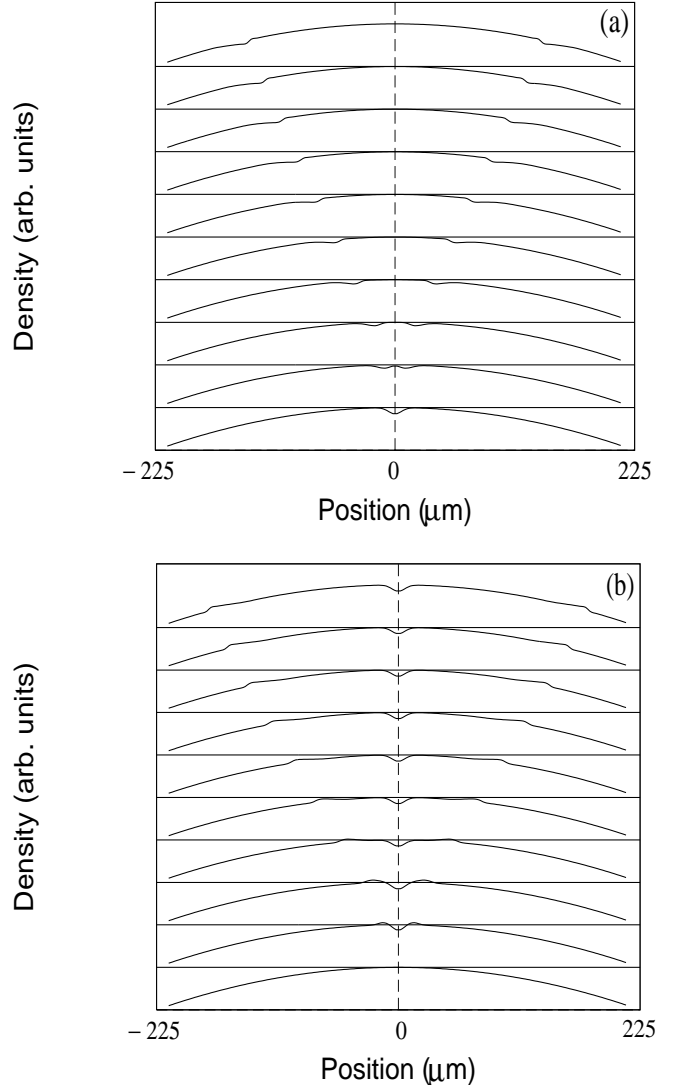 (a)
Density (arb. units)
− 225 0 225
Position (μm)
(b)
Density (arb. units)
− 225 0 225
Position (μm)